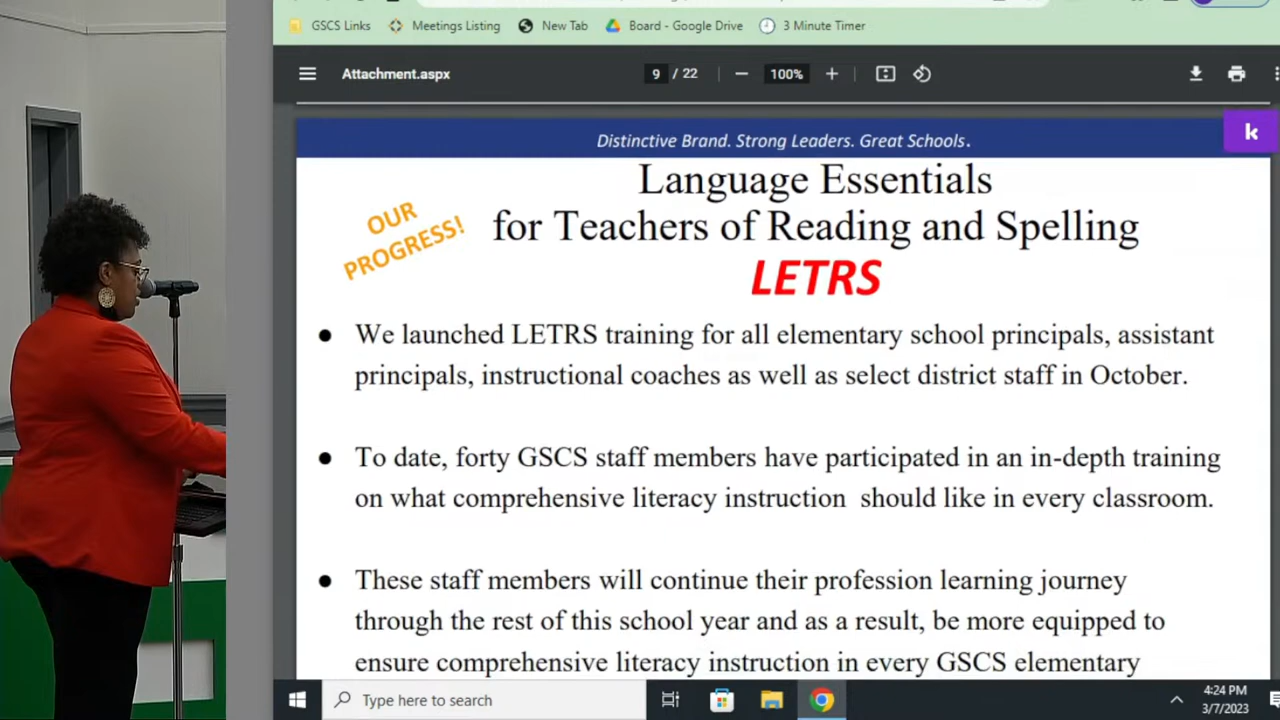 GSCS Links
Meetings Listing
New Tab
Board - Google Drive
3 Minute Timer
Attachment.aspx
9 / 22
100%
Distinctive Brand. Strong Leaders. Great Schools.
k
OUR
PROGRESS!
Language Essentials
for Teachers of Reading and Spelling
LETRS
● We launched LETRS training for all elementary school principals, assistant
principals, instructional coaches as well as select district staff in October.
● To date, forty GSCS staff members have participated in an in-depth training
on what comprehensive literacy instruction should like in every classroom.
● These staff members will continue their profession learning journey
through the rest of this school year and as a result, be more equipped to
ensure comprehensive literacy instruction in every GSCS elementary
Type here to search
4:24 PM
3/7/2023